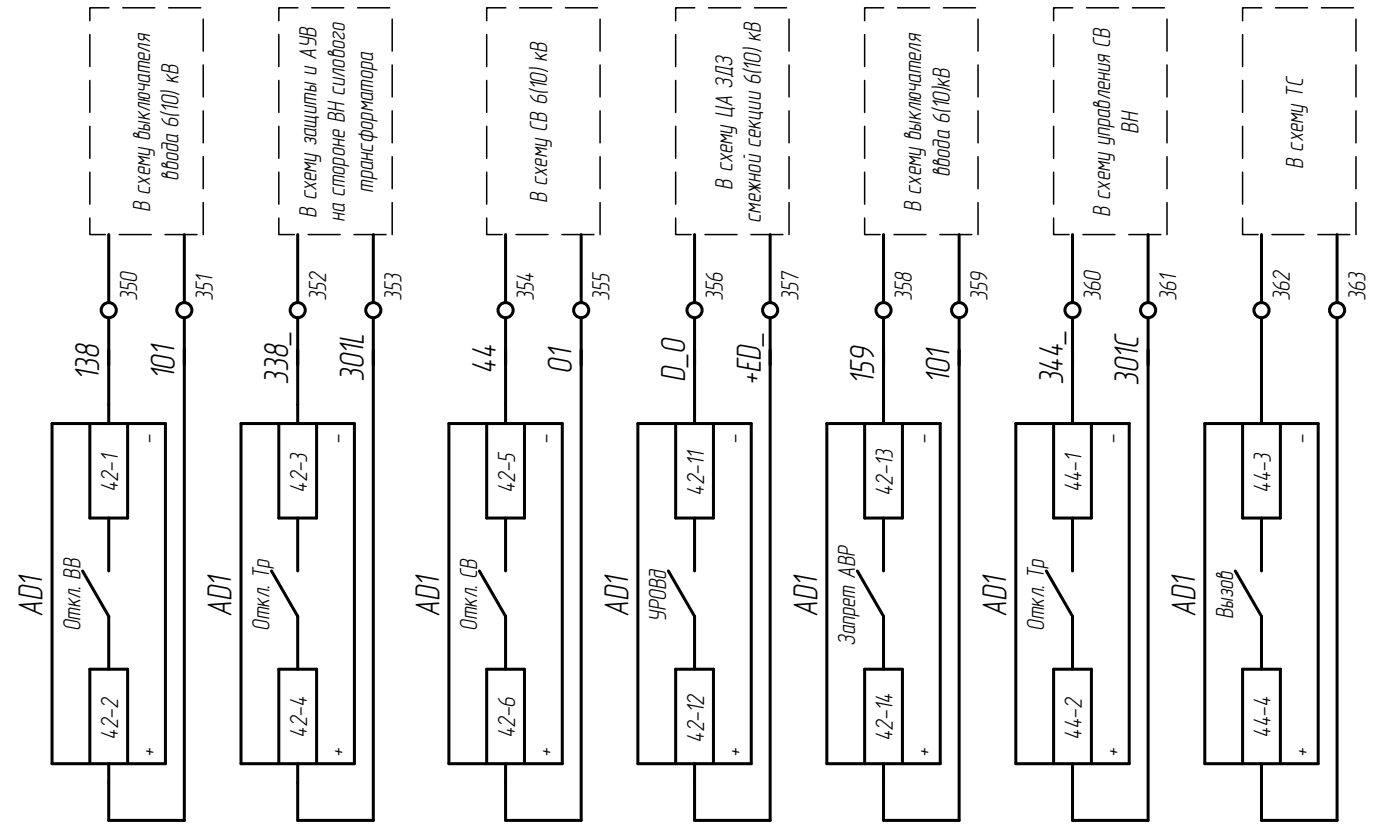 AD1
Откл. ВВ
42-2
42-1
+
-
138
101
350
351
В схему выключателя
ввода 6(10) кВ
AD1
Откл. Тр
42-4
42-3
+
-
338_
301L
352
353
В схему защиты и АУВ
на стороне ВН силового
трансформатора
AD1
Откл. СВ
42-6
42-5
+
-
44
01
354
355
В схему СВ 6(10) кВ
AD1
УРОВд
42-12
42-11
+
-
D_0
+ED_
356
357
В схему ЦА ЗДЗ
смежной секции 6(10) кВ
AD1
Запрет АВР
42-14
42-13
+
-
159
101
358
359
В схему выключателя
ввода 6(10)кВ
AD1
Откл. Тр
44-2
44-1
+
-
344_
301C
360
361
В схему управления СВ
ВН
AD1
Вызов
44-4
44-3
+
-
362
363
В схему ТС